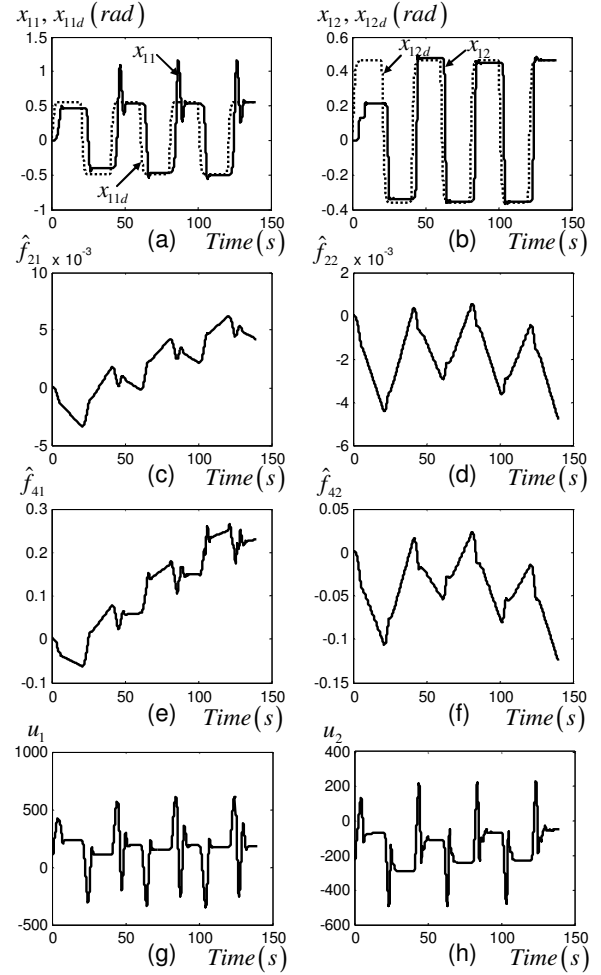 x₁₁, x₁₁d (rad)
1.5
1
0.5
0
-0.5
-1
x₁₁
x₁₁d
0 50 100 150
(a) Time(s)
x₁₂, x₁₂d (rad)
0.6
0.4
0.2
0
0.2
0.4
x₁₂d
x₁₂
0 50 100 150
(b) Time(s)
f̂₂₁ x 10⁻³
10
5
0
-5
0 50 100 150
(c) Time(s)
f̂₂₂ x 10⁻³
2
0
-2
-4
-6
0 50 100 150
(d) Time(s)
f̂₄₁
0.3
0.2
0.1
0
-0.1
0 50 100 150
(e) Time(s)
f̂₄₂
0.05
0
-0.05
-0.1
-0.15
0 50 100 150
(f) Time(s)
u₁
1000
500
0
-500
0 50 100 150
(g) Time(s)
u₂
400
200
0
-200
-400
-600
0 50 100 150
(h) Time(s)